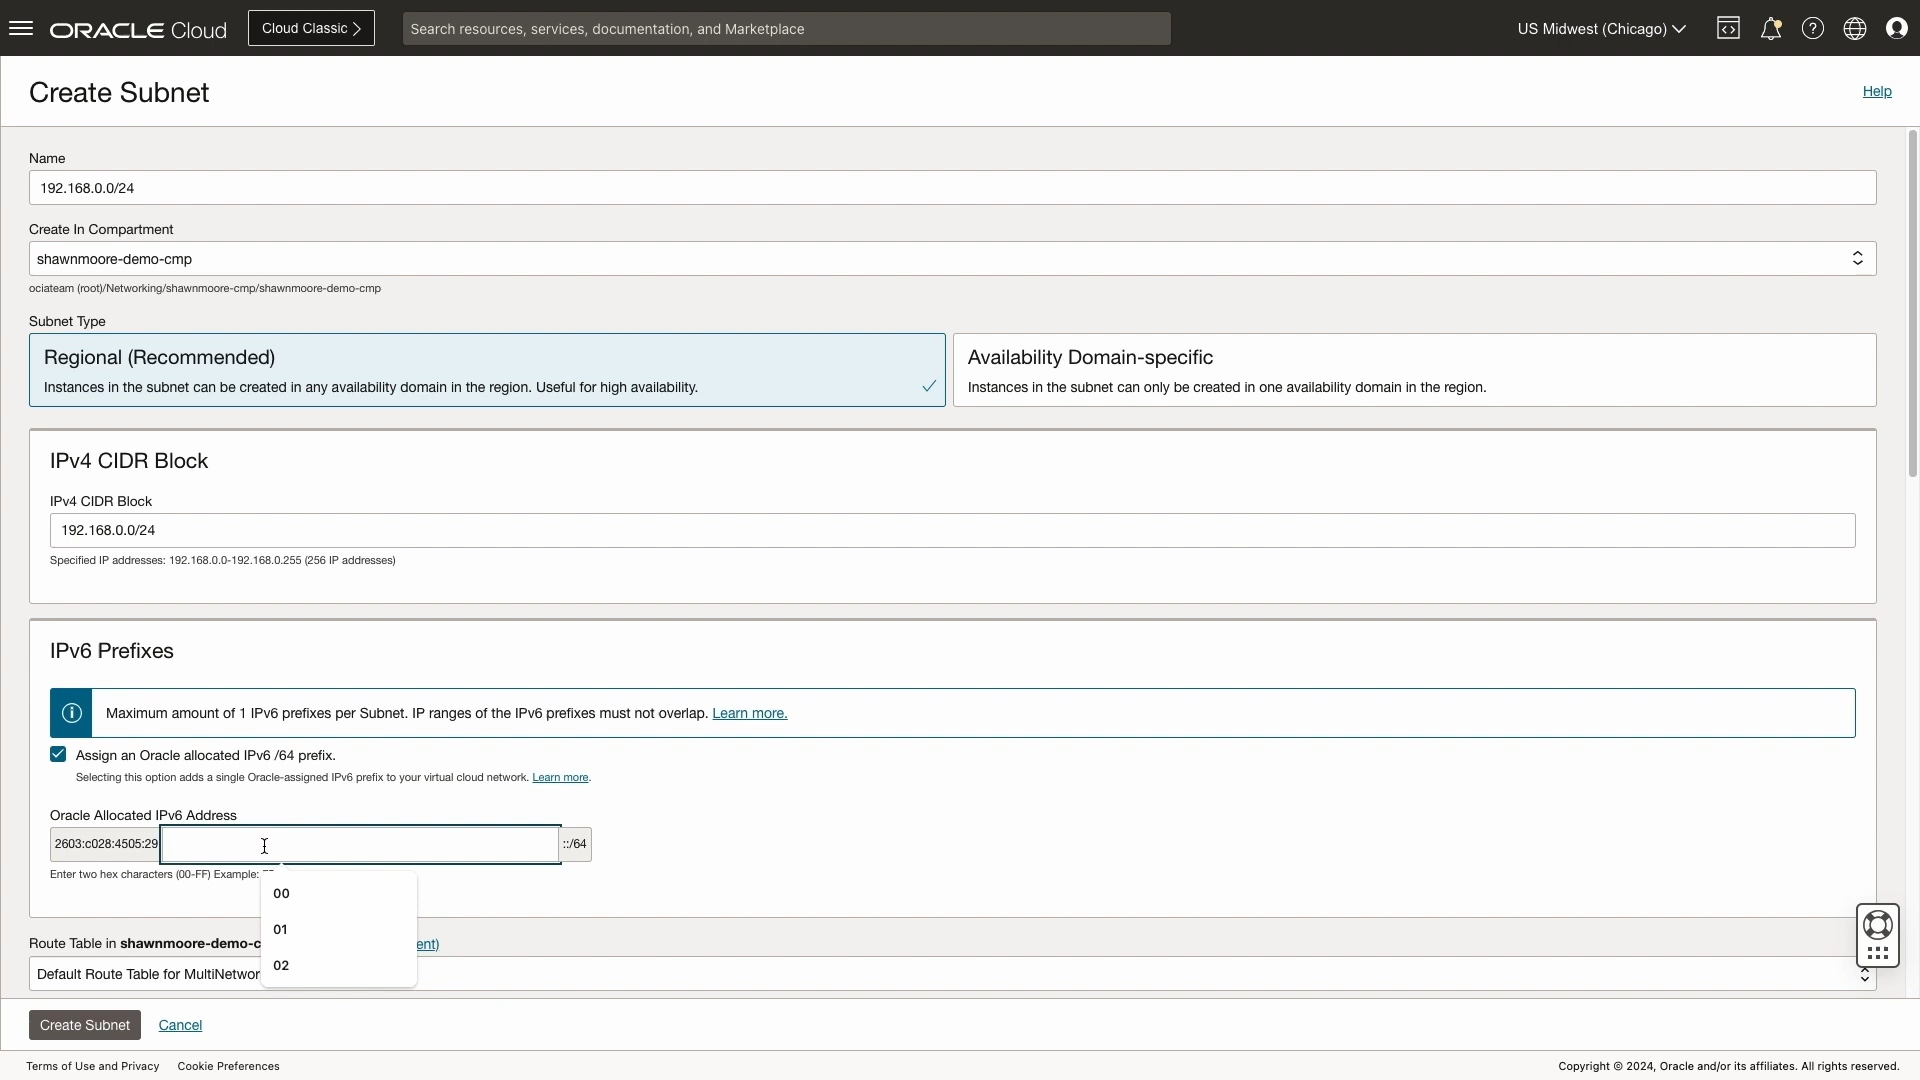 ORACLE Cloud
Cloud Classic
Search resources, services, documentation, and Marketplace
US Midwest (Chicago)
Create Subnet
Help
Name
192.168.0.0/24
Create In Compartment
shawnmoore-demo-cmp
ociateam (root)/Networking/shawnmoore-cmp/shawnmoore-demo-cmp
Subnet Type
Regional (Recommended)
Instances in the subnet can be created in any availability domain in the region. Useful for high availability.
Availability Domain-specific
Instances in the subnet can only be created in one availability domain in the region.
IPv4 CIDR Block
IPv4 CIDR Block
192.168.0.0/24
Specified IP addresses: 192.168.0.0-192.168.0.255 (256 IP addresses)
IPv6 Prefixes
Maximum amount of 1 IPv6 prefixes per Subnet. IP ranges of the IPv6 prefixes must not overlap. Learn more.
Assign an Oracle allocated IPv6 /64 prefix.
Selecting this option adds a single Oracle-assigned IPv6 prefix to your virtual cloud network. Learn more.
Oracle Allocated IPv6 Address
2603:c028:4505:29 ::/64
Enter two hex characters (00-FF) Example:
00
01
02
Route Table in shawnmoore-demo-c ent)
Default Route Table for MultiNetwor
Create Subnet
Cancel
Terms of Use and Privacy
Cookie Preferences
Copyright © 2024, Oracle and/or its affiliates. All rights reserved.